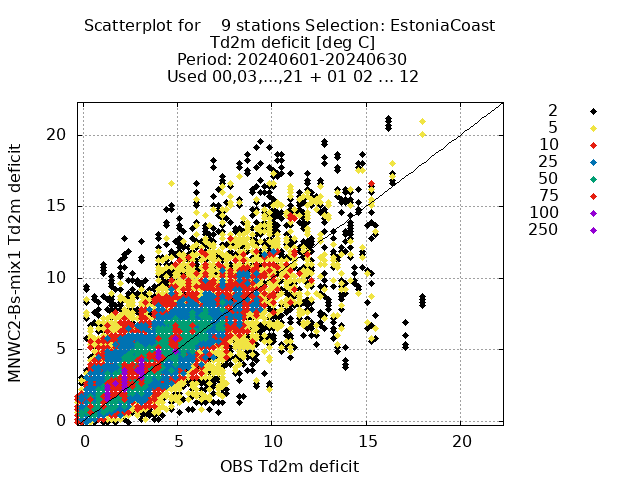 Scatterplot for    9 stations Selection: EstoniaCoast
Td2m deficit [deg C]
Period: 20240601-20240630
Used 00,03,...,21 + 01 02 ... 12
2
5
10
25
50
75
100
250
MNWC2-Bs-mix1 Td2m deficit
20
15
10
5
0
0 5 10 15 20
OBS Td2m deficit